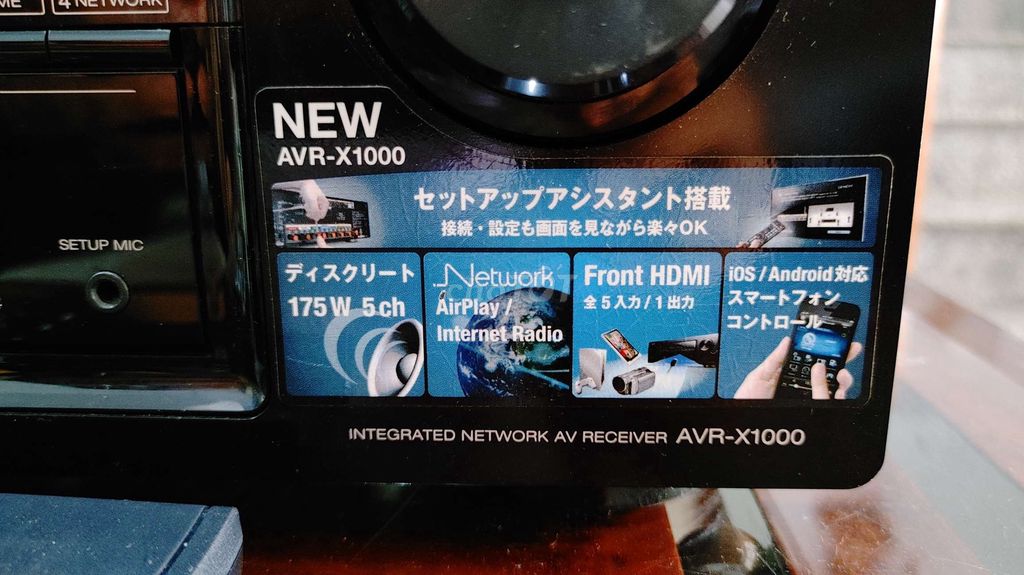 4 NETWORK
NEW
AVR-X1000
セットアップアシスタント搭載
接続・設定も画面を見ながら楽々OK
SETUP MIC
ディスクリート
175W 5ch
Network
AirPlay /
Internet Radio
Front HDMI
全5入力/1出力
iOS / Android対応
スマートフォン
コントロール
INTEGRATED NETWORK AV RECEIVER AVR-X1000